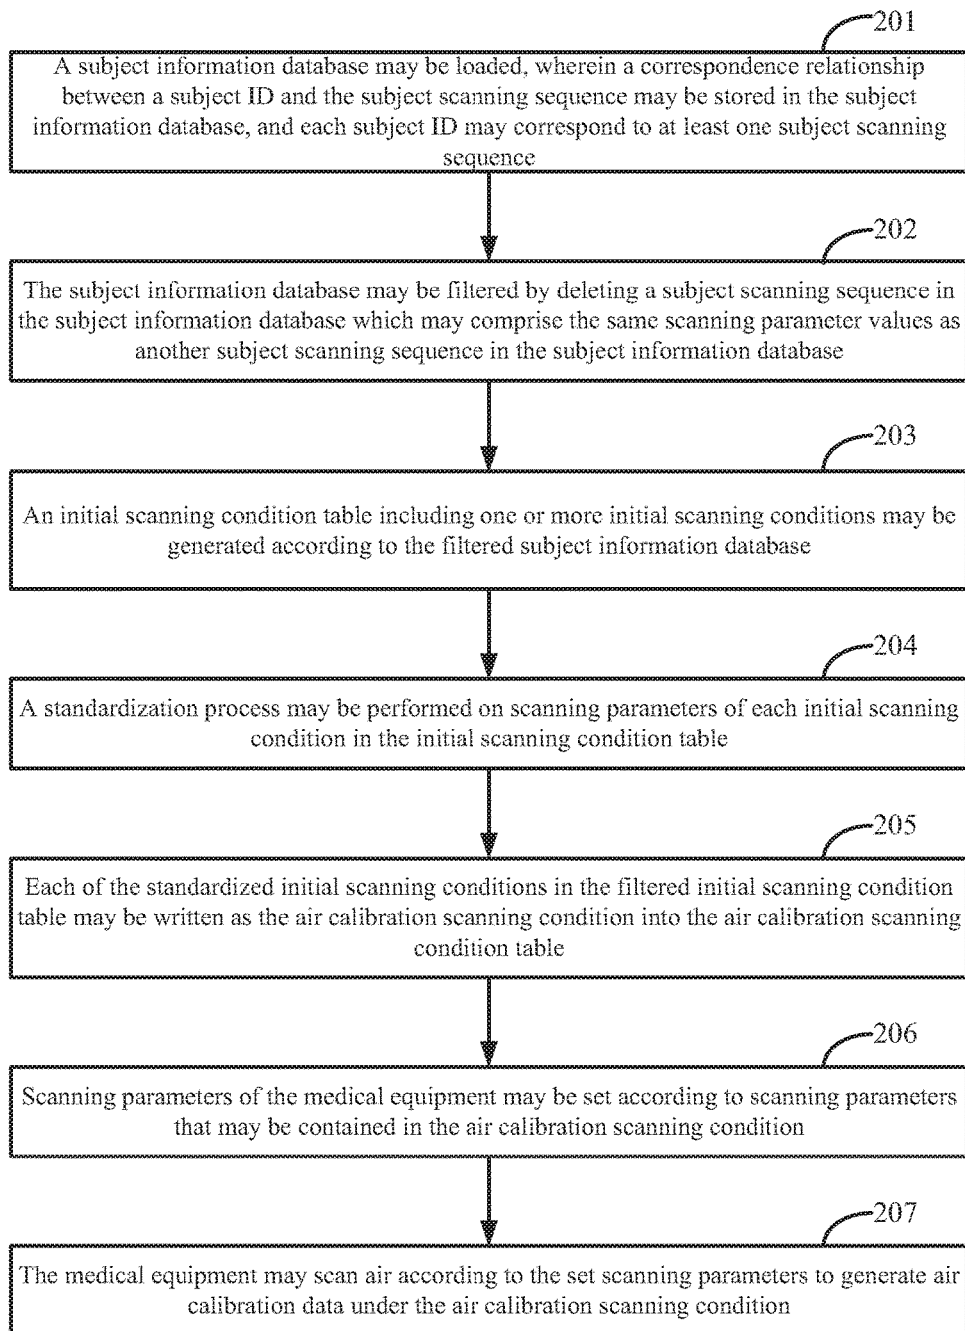 201
A subject information database may be loaded, wherein a correspondence relationship
between a subject ID and the subject scanning sequence may be stored in the subject
information database, and each subject ID may correspond to at least one subject scanning
sequence
202
The subject information database may be filtered by deleting a subject scanning sequence in
the subject information database which may comprise the same scanning parameter values as
another subject scanning sequence in the subject information database
203
An initial scanning condition table including one or more initial scanning conditions may be
generated according to the filtered subject information database
204
A standardization process may be performed on scanning parameters of each initial scanning
condition in the initial scanning condition table
205
Each of the standardized initial scanning conditions in the filtered initial scanning condition
table may be written as the air calibration scanning condition into the air calibration scanning
condition table
206
Scanning parameters of the medical equipment may be set according to scanning parameters
that may be contained in the air calibration scanning condition
207
The medical equipment may scan air according to the set scanning parameters to generate air
calibration data under the air calibration scanning condition